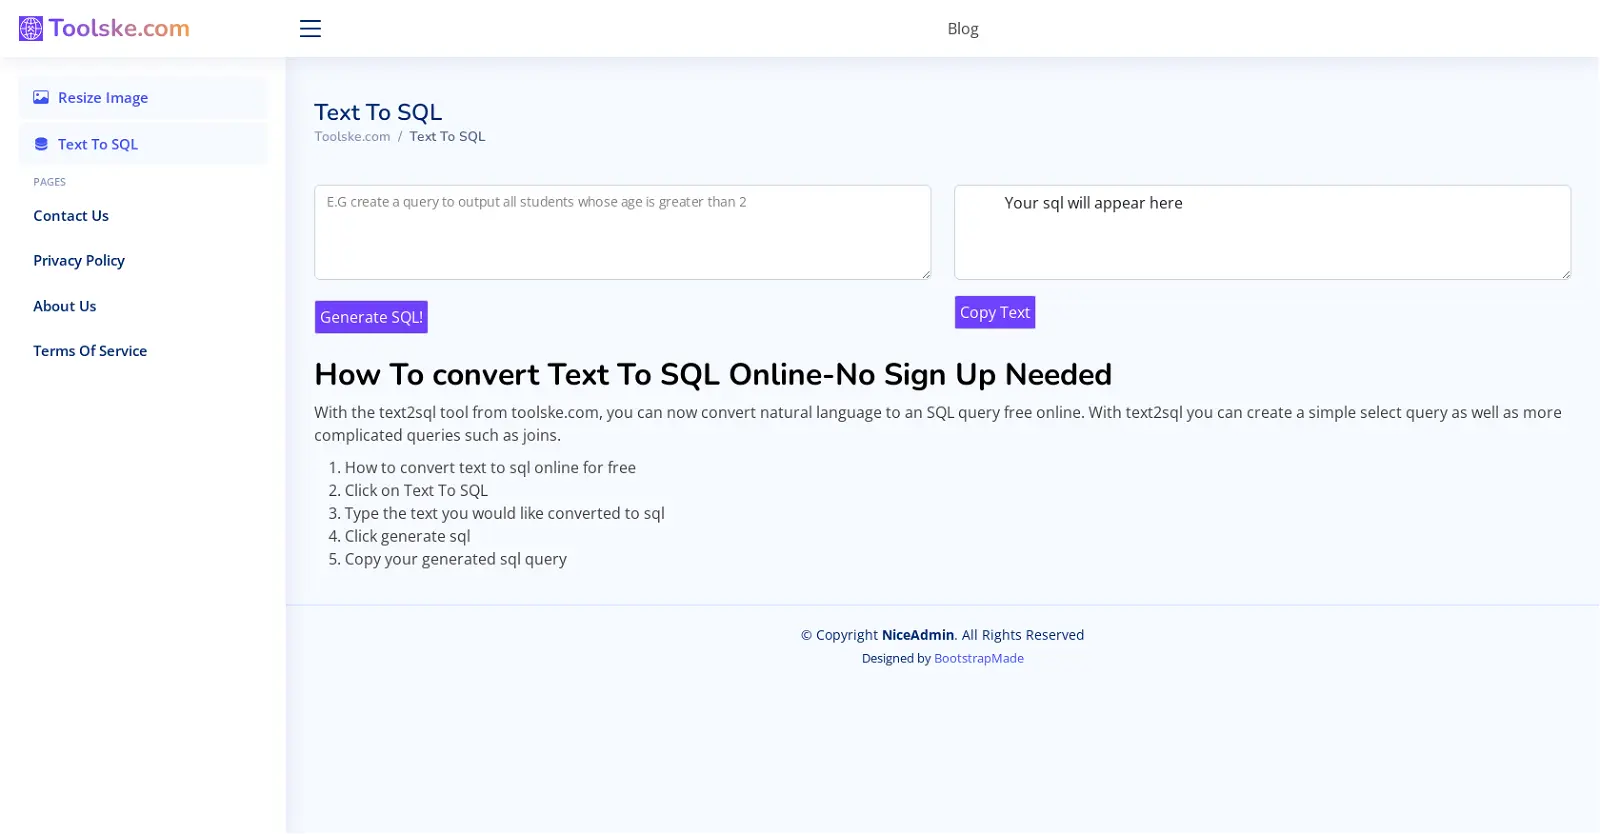 Toolske.com
Blog
Resize Image
Text To SQL
PAGES
Contact Us
Privacy Policy
About Us
Terms Of Service
Text To SQL
Toolske.com / Text To SQL
E.G create a query to output all students whose age is greater than 2
Your sql will appear here
Generate SQL!
Copy Text
How To convert Text To SQL Online-No Sign Up Needed
With the text2sql tool from toolske.com, you can now convert natural language to an SQL query free online. With text2sql you can create a simple select query as well as more
complicated queries such as joins.
1. How to convert text to sql online for free
2. Click on Text To SQL
3. Type the text you would like converted to sql
4. Click generate sql
5. Copy your generated sql query
© Copyright NiceAdmin. All Rights Reserved
Designed by BootstrapMade